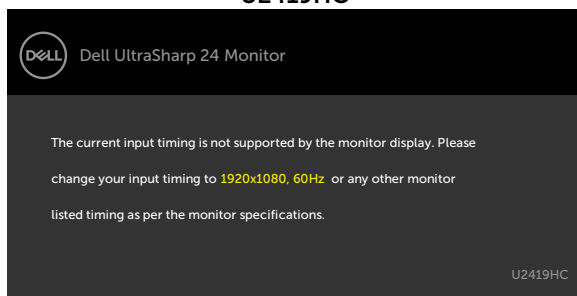 U2419HC
DELL
Dell UltraSharp 24 Monitor
The current input timing is not supported by the monitor display. Please
change your input timing to 1920x1080, 60Hz or any other monitor
listed timing as per the monitor specifications.
U2419HC